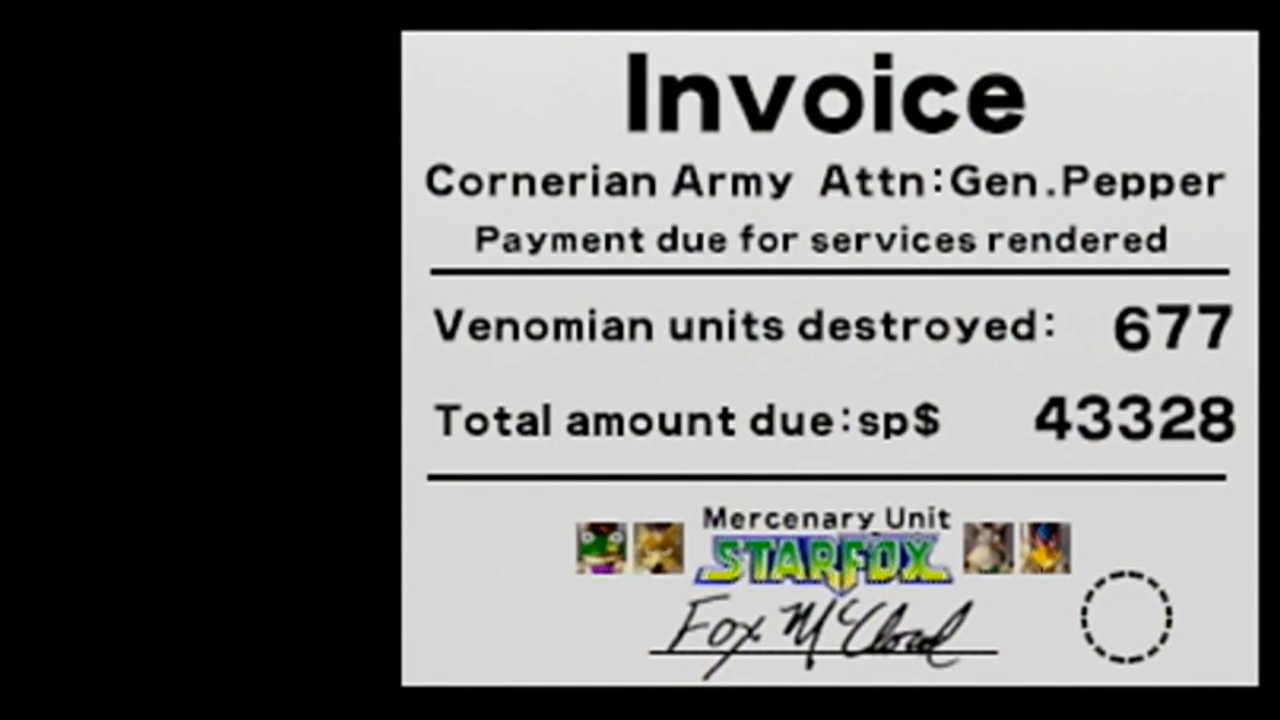 Invoice
Cornerian Army Attn:Gen.Pepper
Payment due for services rendered
Venomian units destroyed: 677
Total amount due:sp$ 43328
Mercenary Unit
STARFOX
Fox McCloud